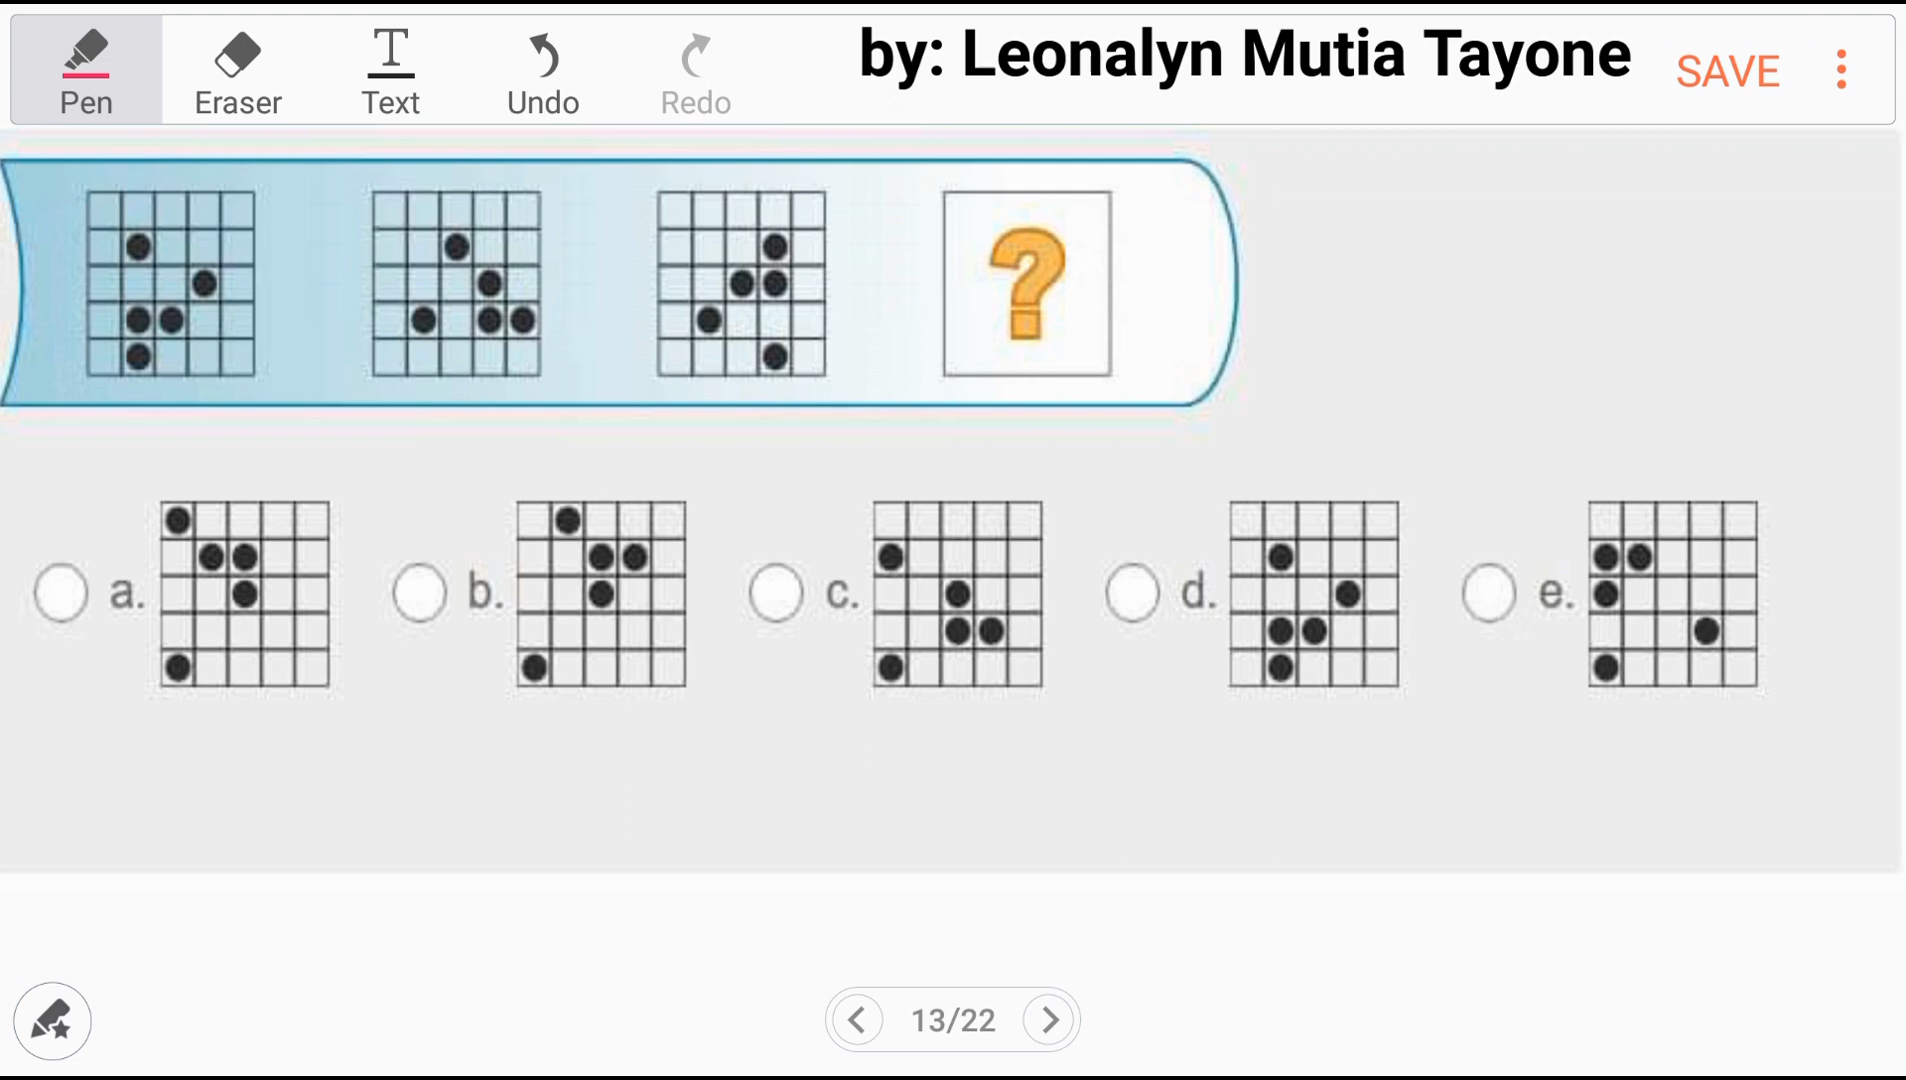 Pen
Eraser
T
Text
Undo
Redo
by: Leonalyn Mutia Tayone
SAVE
?
a.
b.
c.
d.
e.
13/22